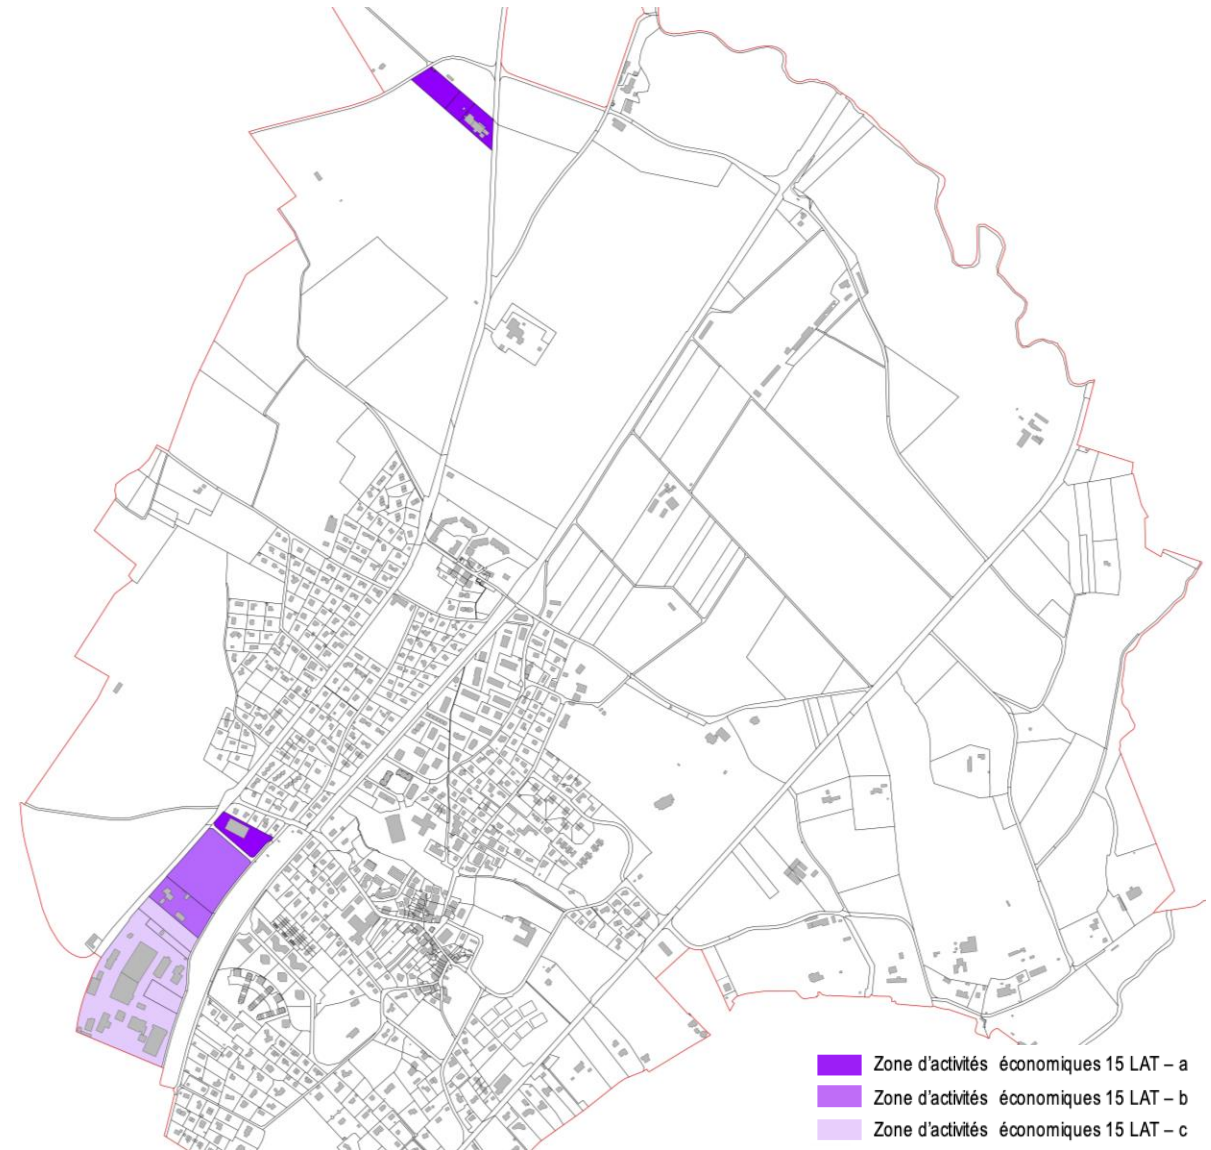 Zone d'activités économiques 15 LAT – a
Zone d'activités économiques 15 LAT – b
Zone d'activités économiques 15 LAT – c